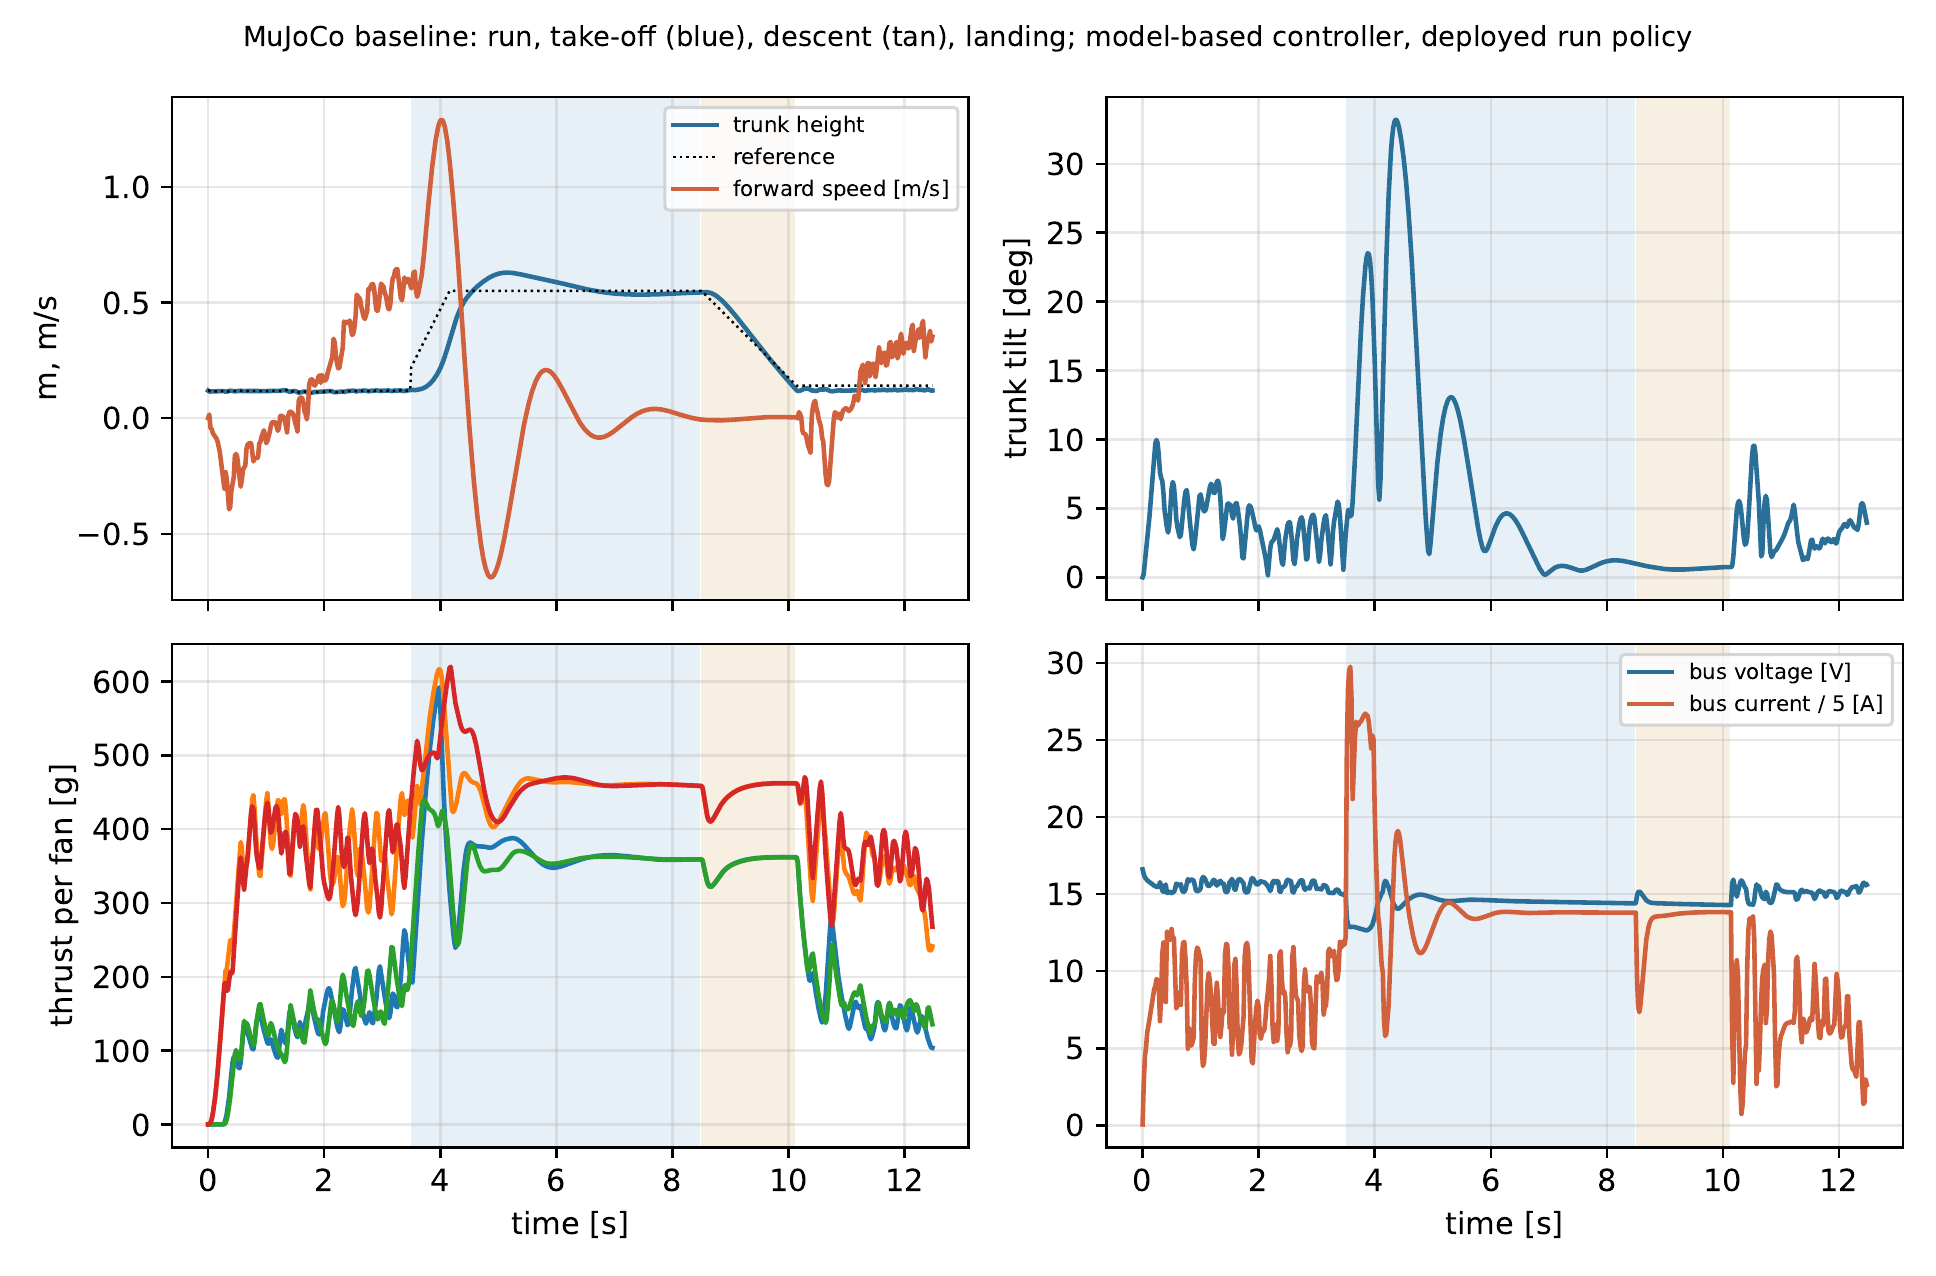 MuJoCo baseline: run, take-off (blue), descent (tan), landing; model-based controller, deployed run policy
m, m/s
1.0
0.5
0.0
−0.5
trunk height
reference
forward speed [m/s]
trunk tilt [deg]
30
25
20
15
10
5
0
thrust per fan [g]
600
500
400
300
200
100
0
0 2 4 6 8 10 12
time [s]
30
25
20
15
10
5
0
bus voltage [V]
bus current / 5 [A]
0 2 4 6 8 10 12
time [s]